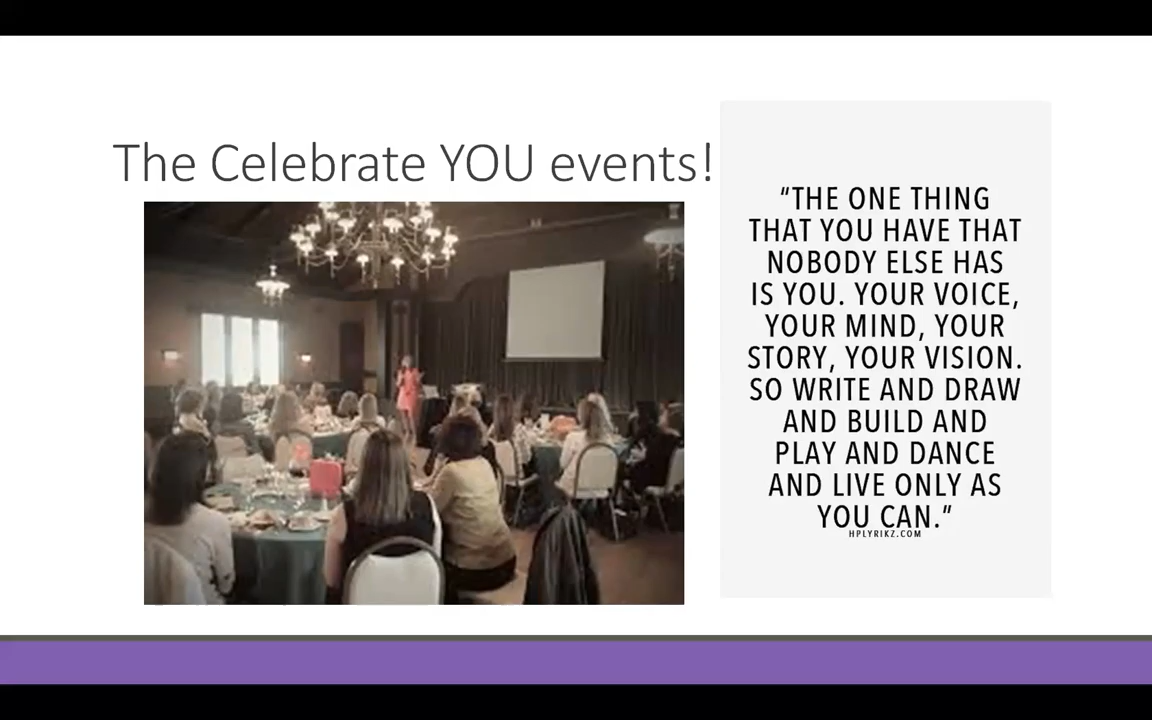 The Celebrate YOU events!
“THE ONE THING
THAT YOU HAVE THAT
NOBODY ELSE HAS
IS YOU. YOUR VOICE,
YOUR MIND, YOUR
STORY, YOUR VISION.
SO WRITE AND DRAW
AND BUILD AND
PLAY AND DANCE
AND LIVE ONLY AS
YOU CAN.”
HPLYRIKZ.COM